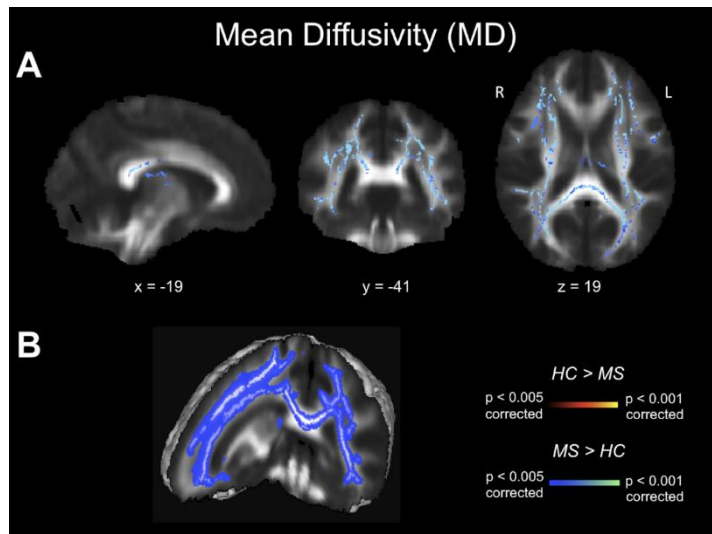 Mean Diffusivity (MD)
A
R
L
x = -19
y = -41
z = 19
B
HC > MS
p < 0.005
corrected
p < 0.001
corrected
MS > HC
p < 0.005
corrected
p < 0.001
corrected